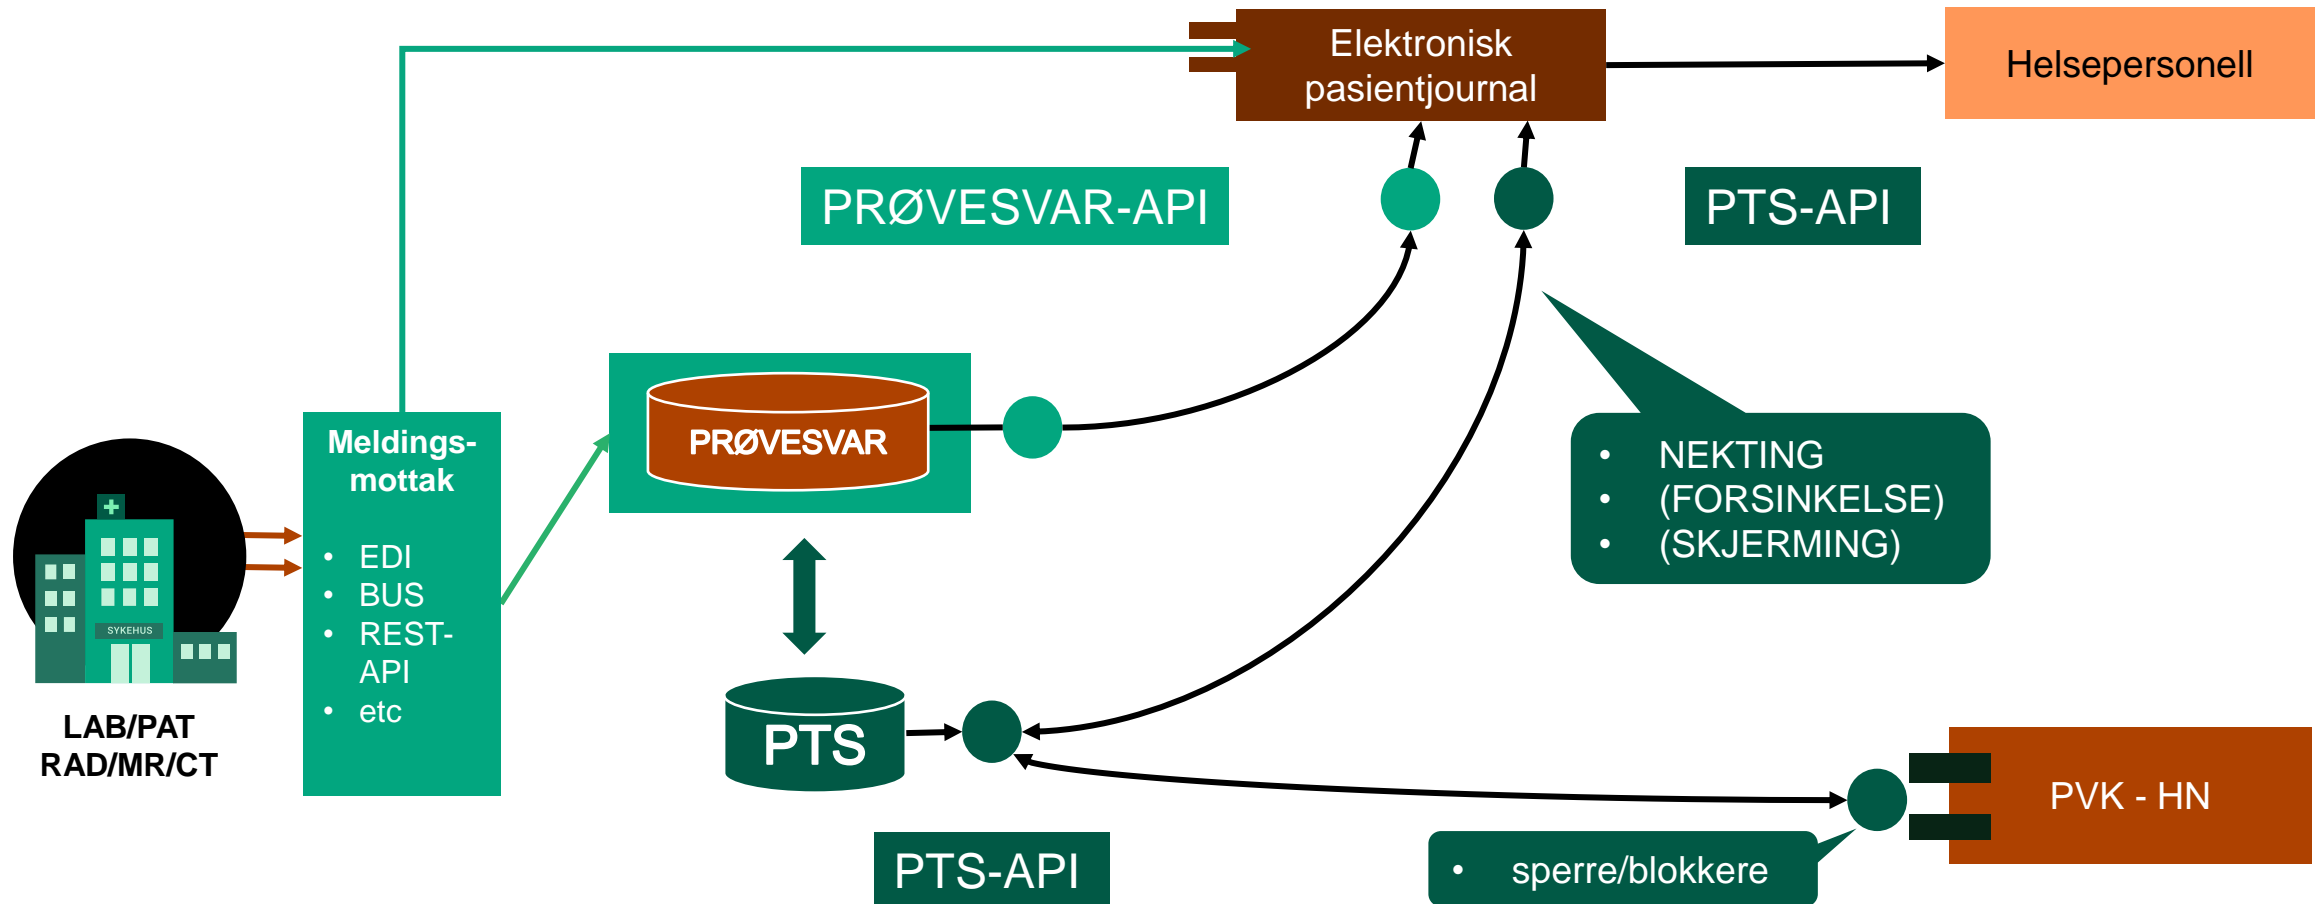 Elektronisk
pasientjournal
Helsepersonell
PRØVESVAR-API
PTS-API
Meldings-
mottak
• EDI
• BUS
• REST-
API
• etc
PRØVESVAR
• NEKTING
• (FORSINKELSE)
• (SKJERMING)
SYKEHUS
LAB/PAT
RAD/MR/CT
PTS
PVK - HN
PTS-API
• sperre/blokkere